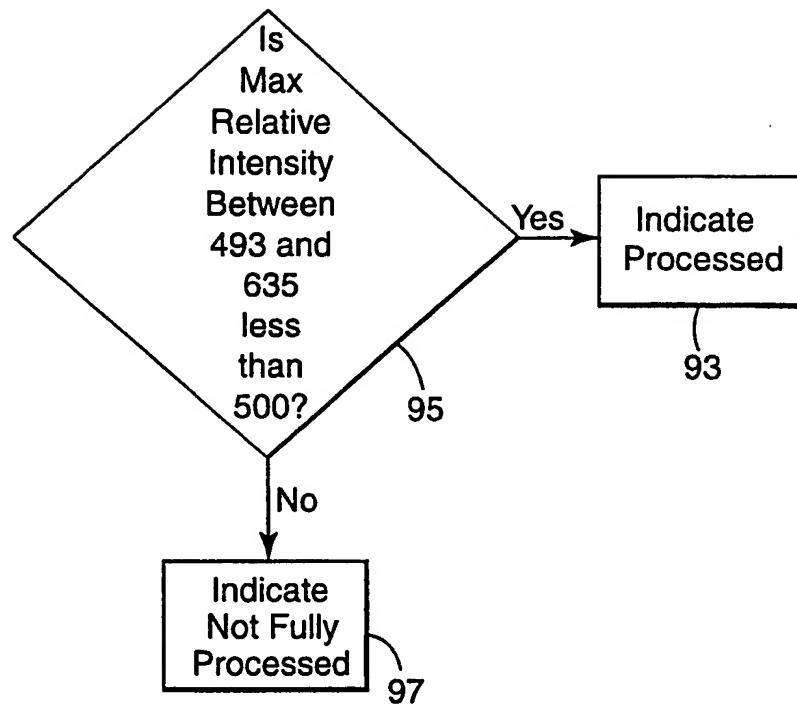 Is
Max
Relative
Intensity
Between
493 and
635
less
than
500?
Yes
Indicate
Processed
93
95
No
Indicate
Not Fully
Processed
97